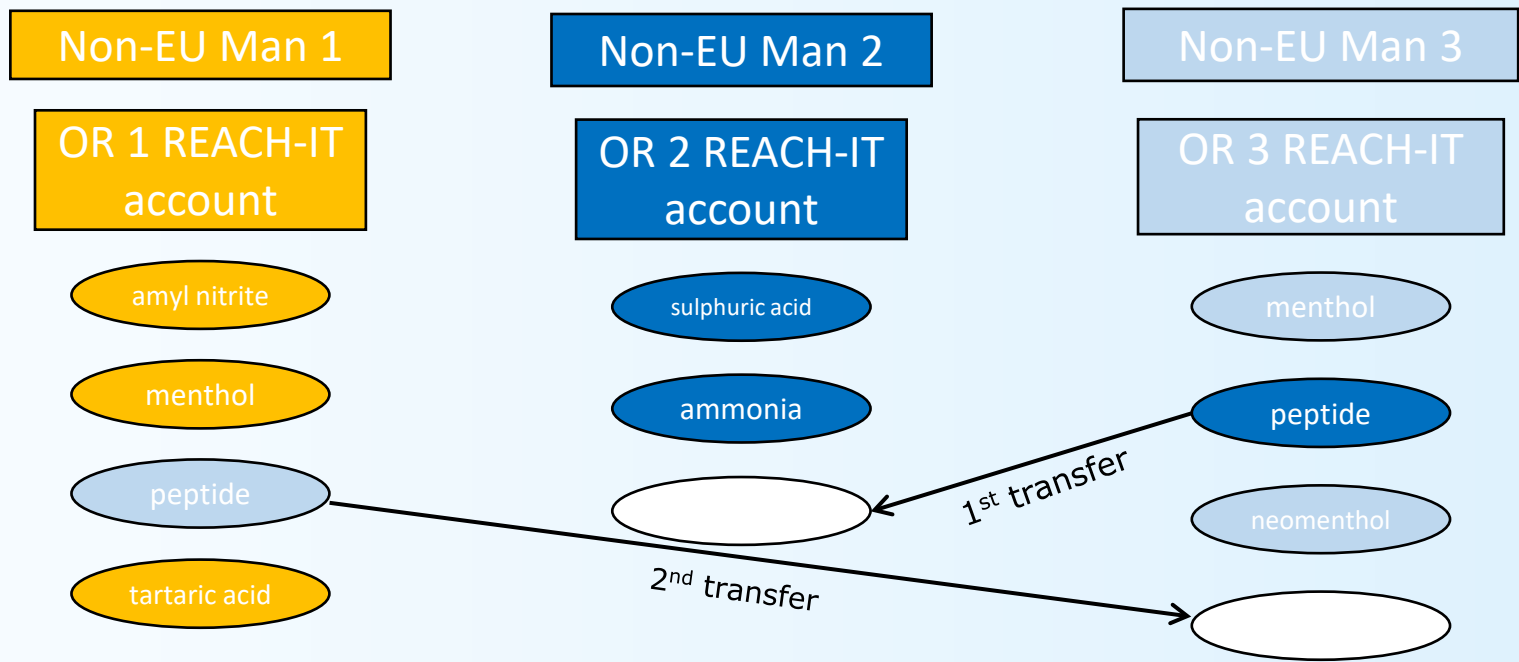 Non-EU Man 1
OR 1 REACH-IT
account
amyl nitrite
menthol
peptide
tartaric acid
Non-EU Man 2
OR 2 REACH-IT
account
sulphuric acid
ammonia
Non-EU Man 3
OR 3 REACH-IT
account
menthol
peptide
neomenthol
1st transfer
2nd transfer